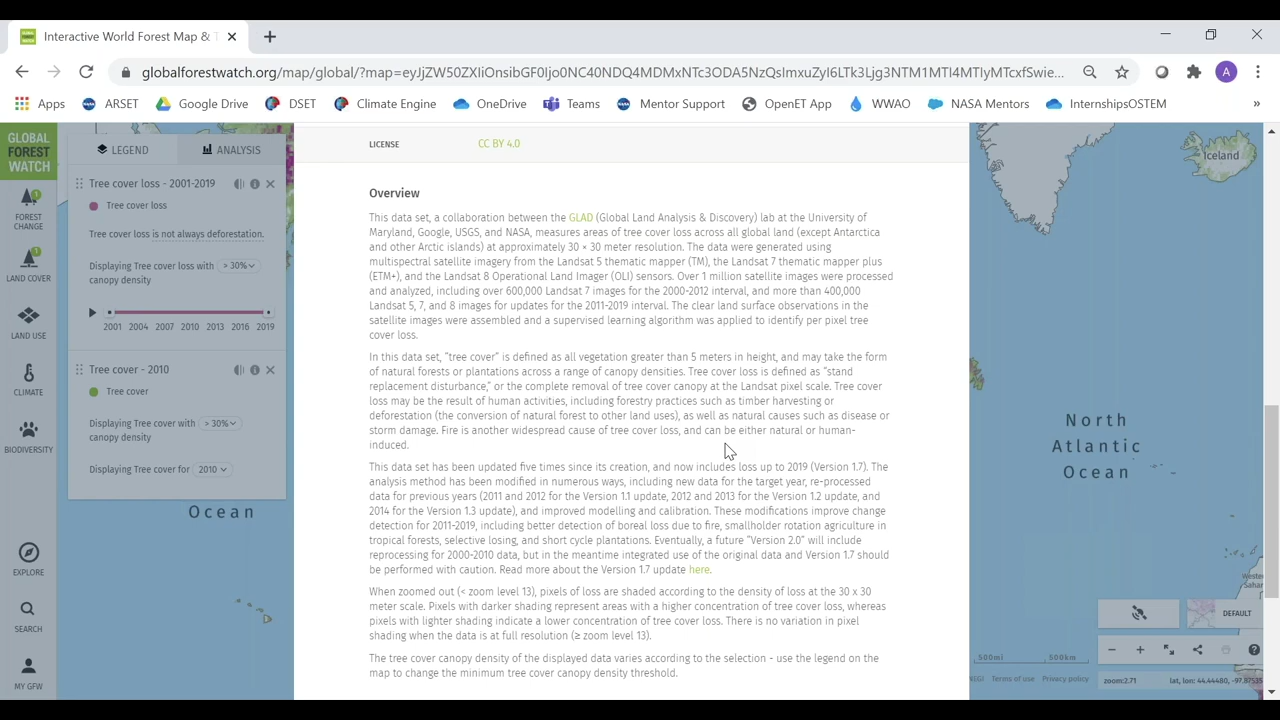 Interactive World Forest Map & T
globalforestwatch.org/map/global/?map=eyJjZW50ZXIiOnsibGF0Ijo0NC40NDQ4MDMxNTc3ODA5NzQsImxuZyI6LTk3Ljg3NTM1MTI4MTIyMTcxfSwie...
Apps ARSET Google Drive DSET Climate Engine OneDrive Teams Mentor Support OpenET App WWAO NASA Mentors InternshipsOSTEM »
GLOBAL
FOREST
WATCH
FOREST
CHANGE
LAND COVER
LAND USE
CLIMATE
BIODIVERSITY
EXPLORE
SEARCH
MY GFW
LEGEND ANALYSIS
Tree cover loss - 2001-2019
Tree cover loss
Tree cover loss is not always deforestation.
Displaying Tree cover loss with > 30%
canopy density
2001 2004 2007 2010 2013 2016 2019
Tree cover - 2010
Tree cover
Displaying Tree cover with > 30%
canopy density
Displaying Tree cover for 2010
Ocean
LICENSE CC BY 4.0
Overview
This data set, a collaboration between the GLAD (Global Land Analysis & Discovery) lab at the University of
Maryland, Google, USGS, and NASA, measures areas of tree cover loss across all global land (except Antarctica
and other Arctic islands) at approximately 30 × 30 meter resolution. The data were generated using
multispectral satellite imagery from the Landsat 5 thematic mapper (TM), the Landsat 7 thematic mapper plus
(ETM+), and the Landsat 8 Operational Land Imager (OLI) sensors. Over 1 million satellite images were processed
and analyzed, including over 600,000 Landsat 7 images for the 2000-2012 interval, and more than 400,000
Landsat 5, 7, and 8 images for updates for the 2011-2019 interval. The clear land surface observations in the
satellite images were assembled and a supervised learning algorithm was applied to identify per pixel tree
cover loss.
In this data set, "tree cover" is defined as all vegetation greater than 5 meters in height, and may take the form
of natural forests or plantations across a range of canopy densities. Tree cover loss is defined as "stand
replacement disturbance," or the complete removal of tree cover canopy at the Landsat pixel scale. Tree cover
loss may be the result of human activities, including forestry practices such as timber harvesting or
deforestation (the conversion of natural forest to other land uses), as well as natural causes such as disease or
storm damage. Fire is another widespread cause of tree cover loss, and can be either natural or human-
induced.
This data set has been updated five times since its creation, and now includes loss up to 2019 (Version 1.7). The
analysis method has been modified in numerous ways, including new data for the target year, re-processed
data for previous years (2011 and 2012 for the Version 1.1 update, 2012 and 2013 for the Version 1.2 update, and
2014 for the Version 1.3 update), and improved modelling and calibration. These modifications improve change
detection for 2011-2019, including better detection of boreal loss due to fire, smallholder rotation agriculture in
tropical forests, selective losing, and short cycle plantations. Eventually, a future "Version 2.0" will include
reprocessing for 2000-2010 data, but in the meantime integrated use of the original data and Version 1.7 should
be performed with caution. Read more about the Version 1.7 update here.
When zoomed out (< zoom level 13), pixels of loss are shaded according to the density of loss at the 30 x 30
meter scale. Pixels with darker shading represent areas with a higher concentration of tree cover loss, whereas
pixels with lighter shading indicate a lower concentration of tree cover loss. There is no variation in pixel
shading when the data is at full resolution (≥ zoom level 13).
The tree cover canopy density of the displayed data varies according to the selection - use the legend on the
map to change the minimum tree cover canopy density threshold.
Iceland
North
Atlantic
Ocean
Western
Sahar
DEFAULT
500mi 500km
Terms of use Privacy policy
zoom:2.71 lat, lon: 44.44480, -97.87535